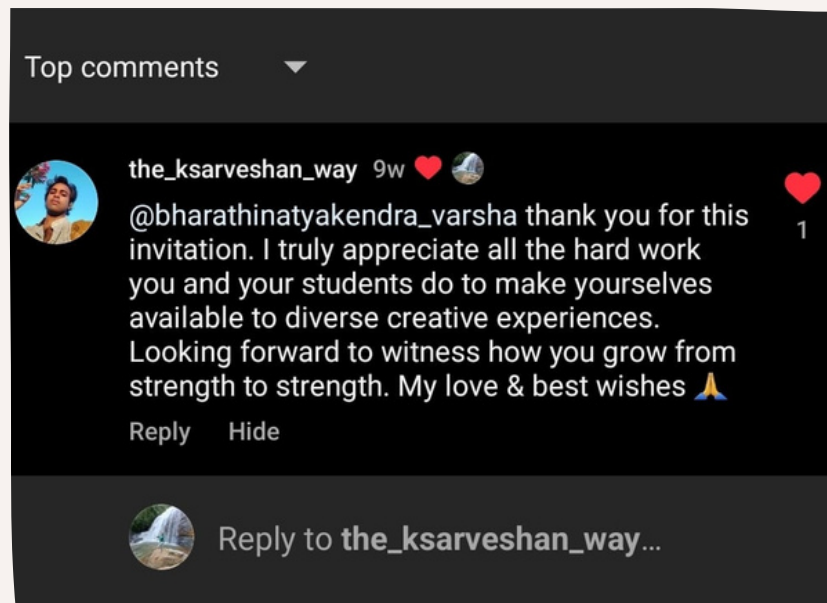 Top comments
the_ksarveshan_way 9w
1
@bharathinatyakendra_varsha thank you for this
invitation. I truly appreciate all the hard work
you and your students do to make yourselves
available to diverse creative experiences.
Looking forward to witness how you grow from
strength to strength. My love & best wishes 🙏
Reply Hide
Reply to the_ksarveshan_way...